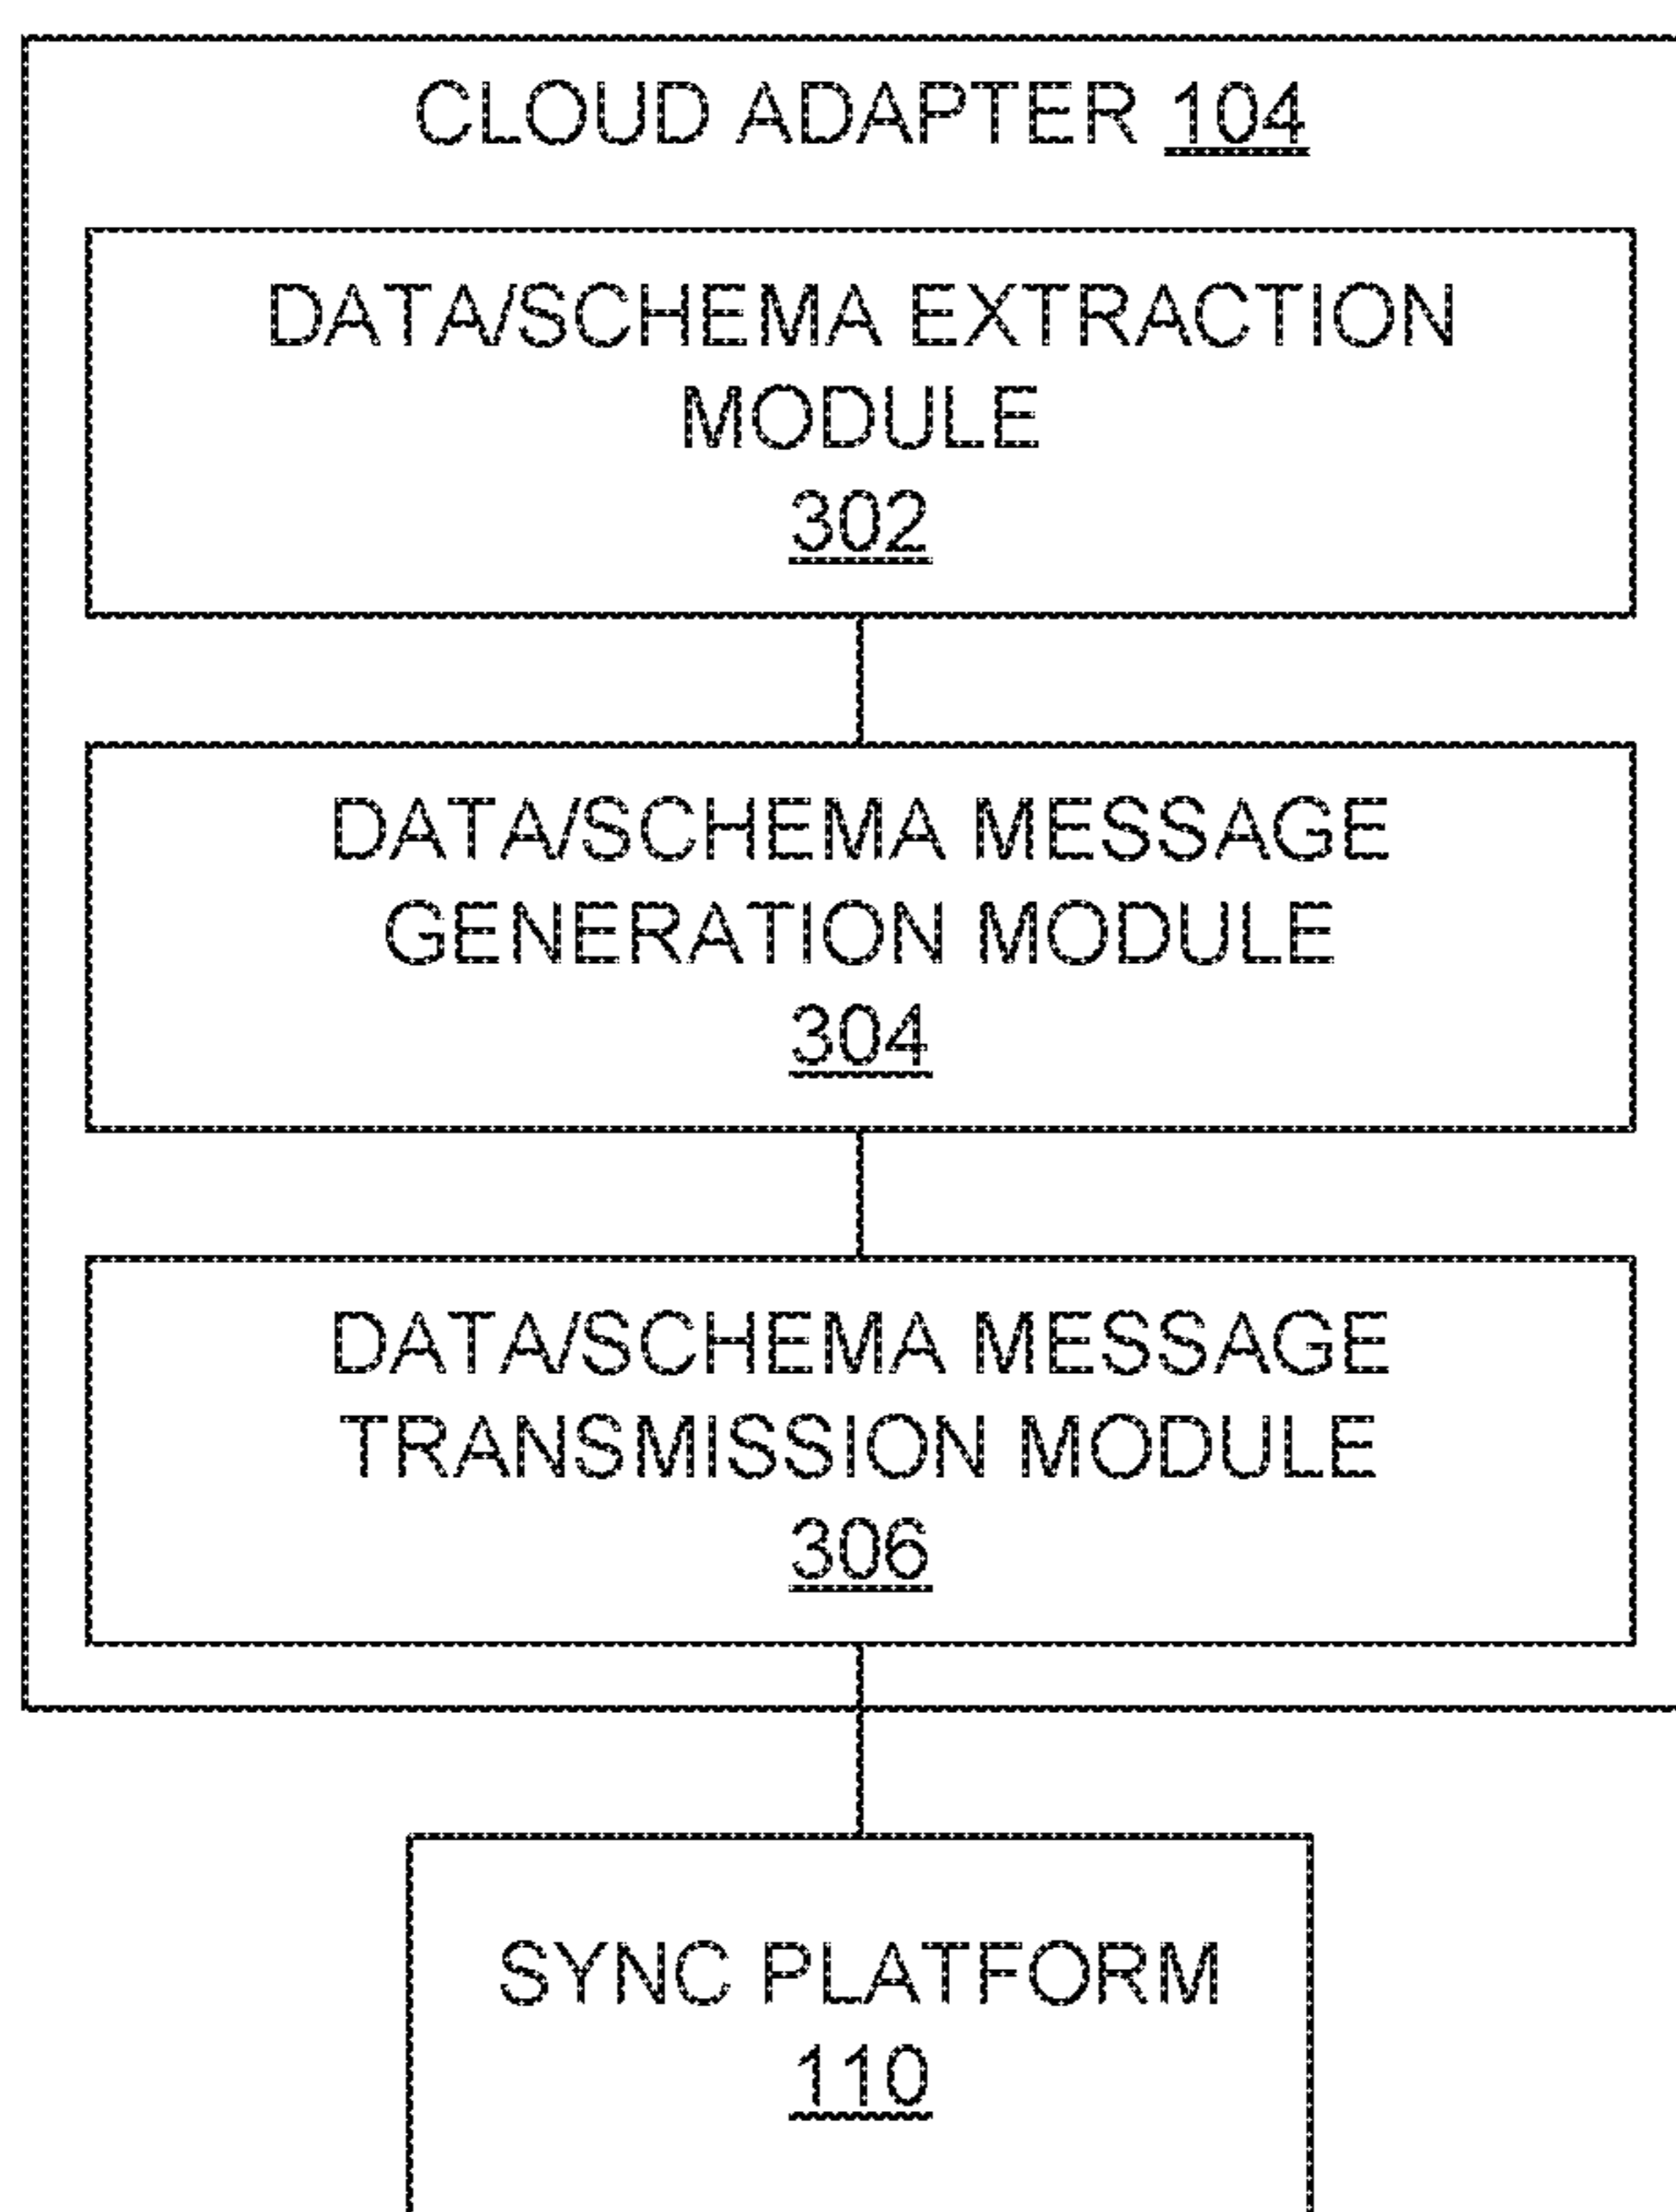 CLOUD ADAPTER 104
DATA/SCHEMA EXTRACTION
MODULE
302
DATA/SCHEMA MESSAGE
GENERATION MODULE
304
DATA/SCHEMA MESSAGE
TRANSMISSION MODULE
306
SYNC PLATFORM
110